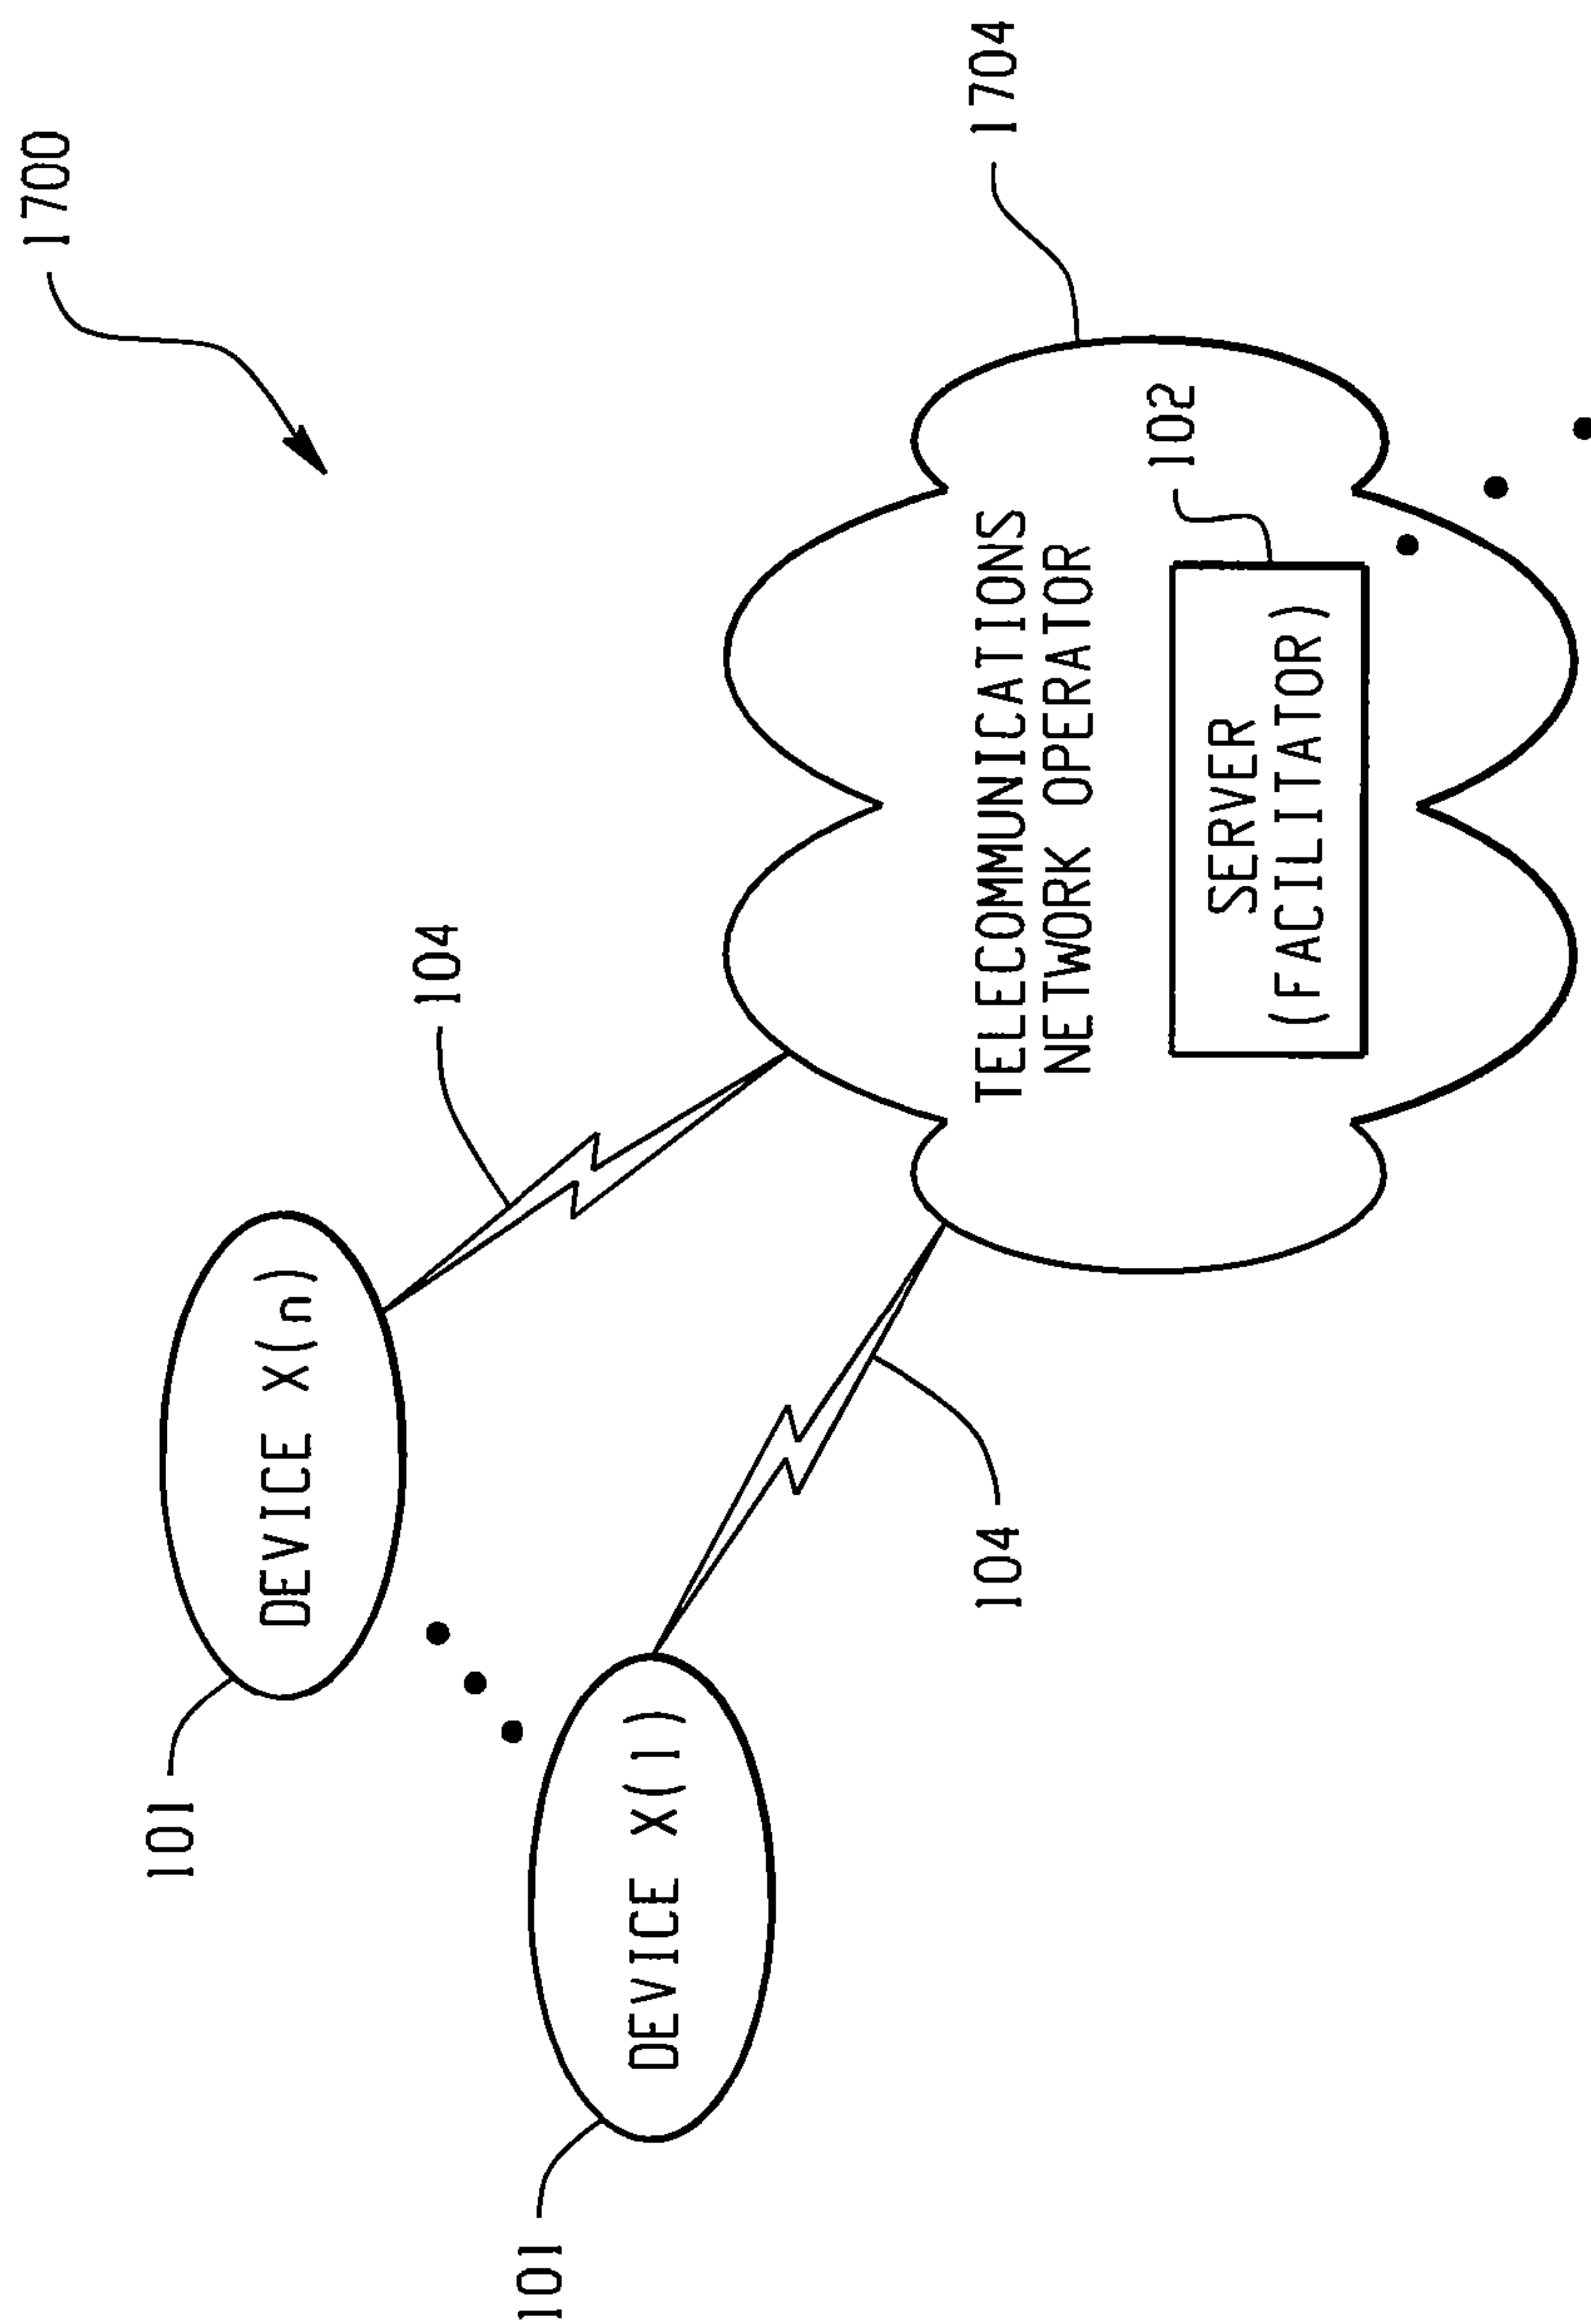 1700
101
DEVICE X(n)
104
101
DEVICE X(1)
104
1704
TELECOMMUNICATIONS
NETWORK OPERATOR
102
SERVER
(FACILITATOR)